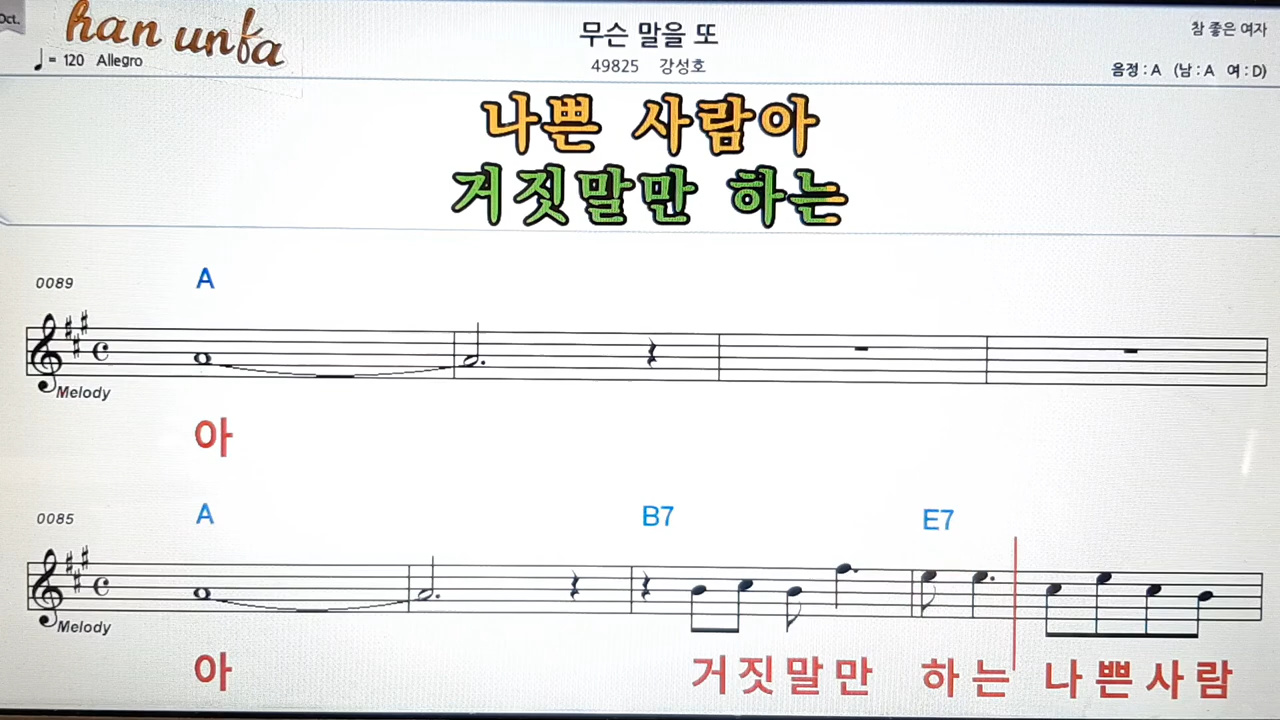 Oct.
han unfa
♩= 120 Allegro
무슨 말을 또
49825 강성호
참 좋은 여자
음정 : A (남 : A 여 : D)
나쁜 사람아
거짓말만 하는
0089
A
Melody
아
0085
A B7 E7
Melody
아 거짓말만 하는 나쁜사람